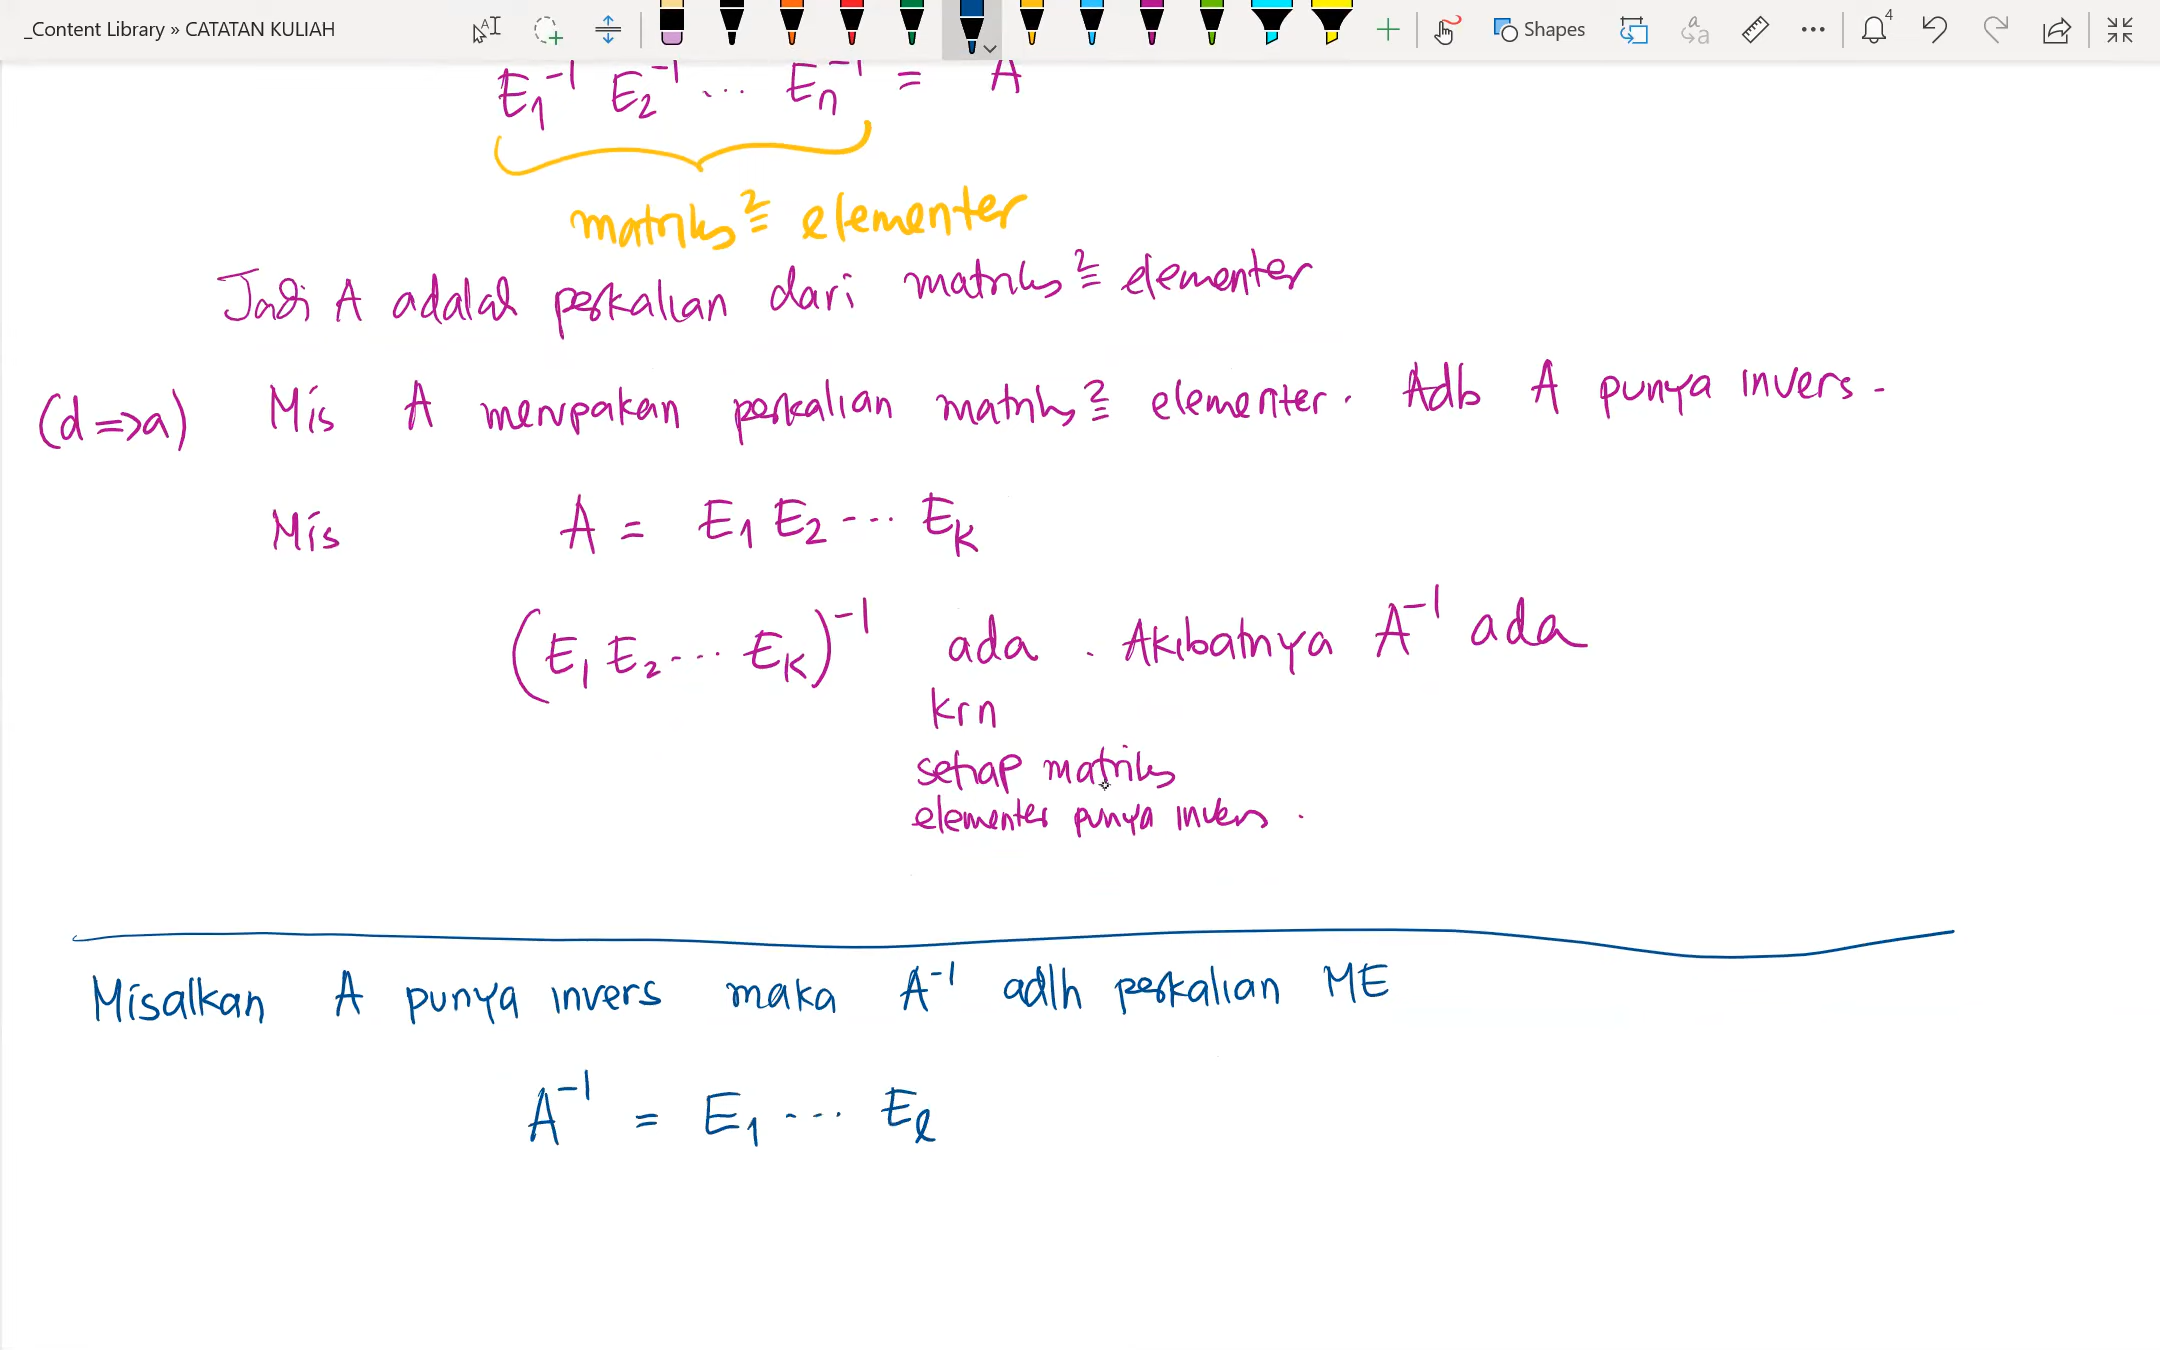 _Content Library » CATATAN KULIAH
Shapes
4
E₁⁻¹ E₂⁻¹ ... Eₙ⁻¹ = A
matriks² elementer
Jadi A adalah perkalian dari matriks² elementer
(d => a) Mis A merupakan perkalian matriks² elementer. Adb A punya invers.
Mis A = E₁ E₂ ... Eₖ
(E₁ E₂ ... Eₖ)⁻¹ ada. Akibatnya A⁻¹ ada
krn
setiap matriks
elementer punya invers.
Misalkan A punya invers maka A⁻¹ adlh perkalian ME
A⁻¹ = E₁ ... Eₗ